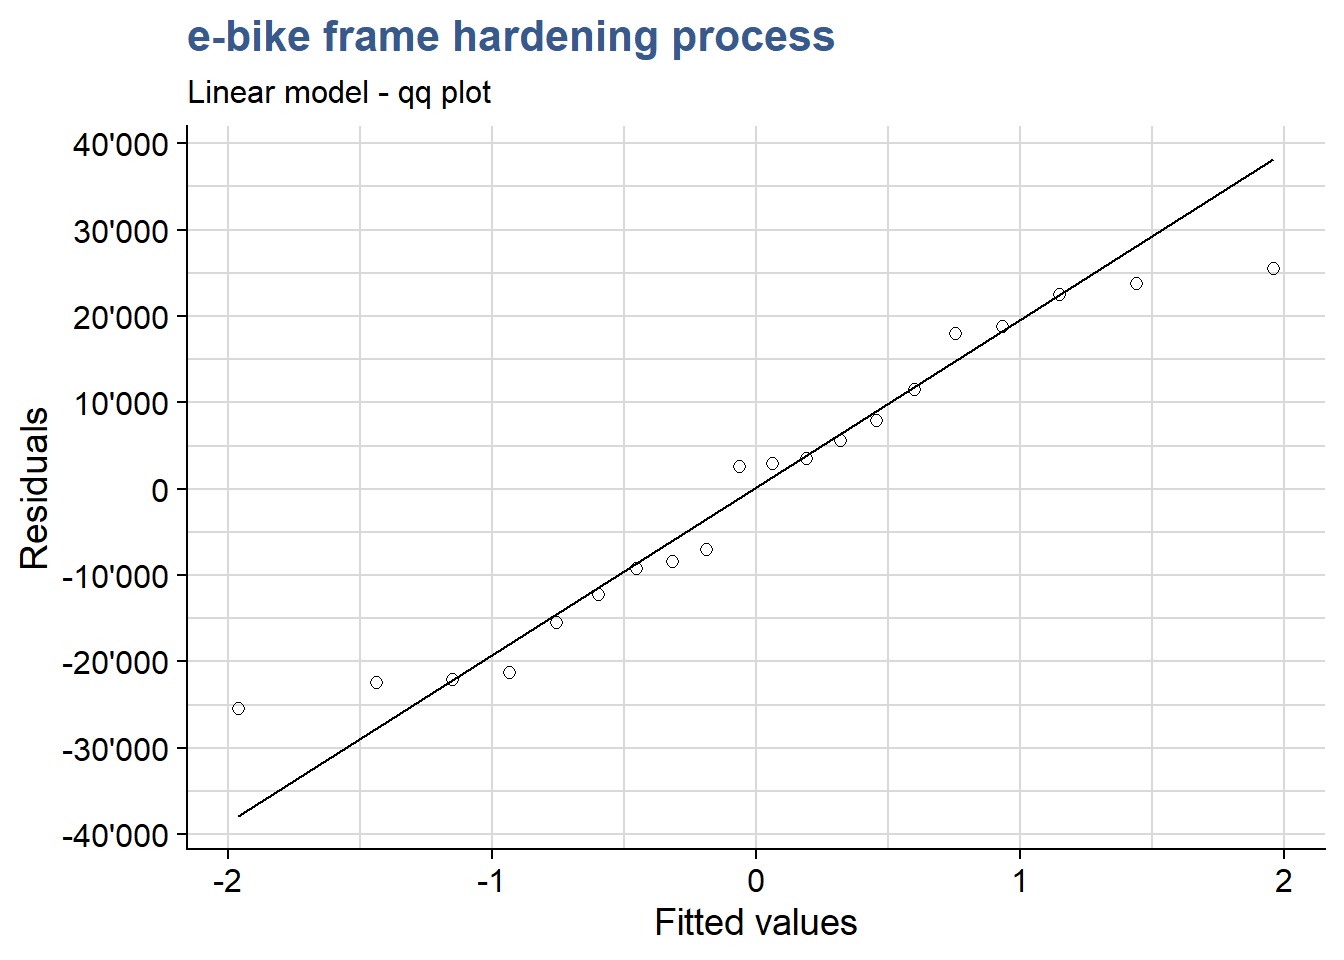 e-bike frame hardening process
Linear model - qq plot
40'000
30'000
20'000
10'000
0
-10'000
-20'000
-30'000
-40'000
Residuals
-2 -1 0 1 2
Fitted values